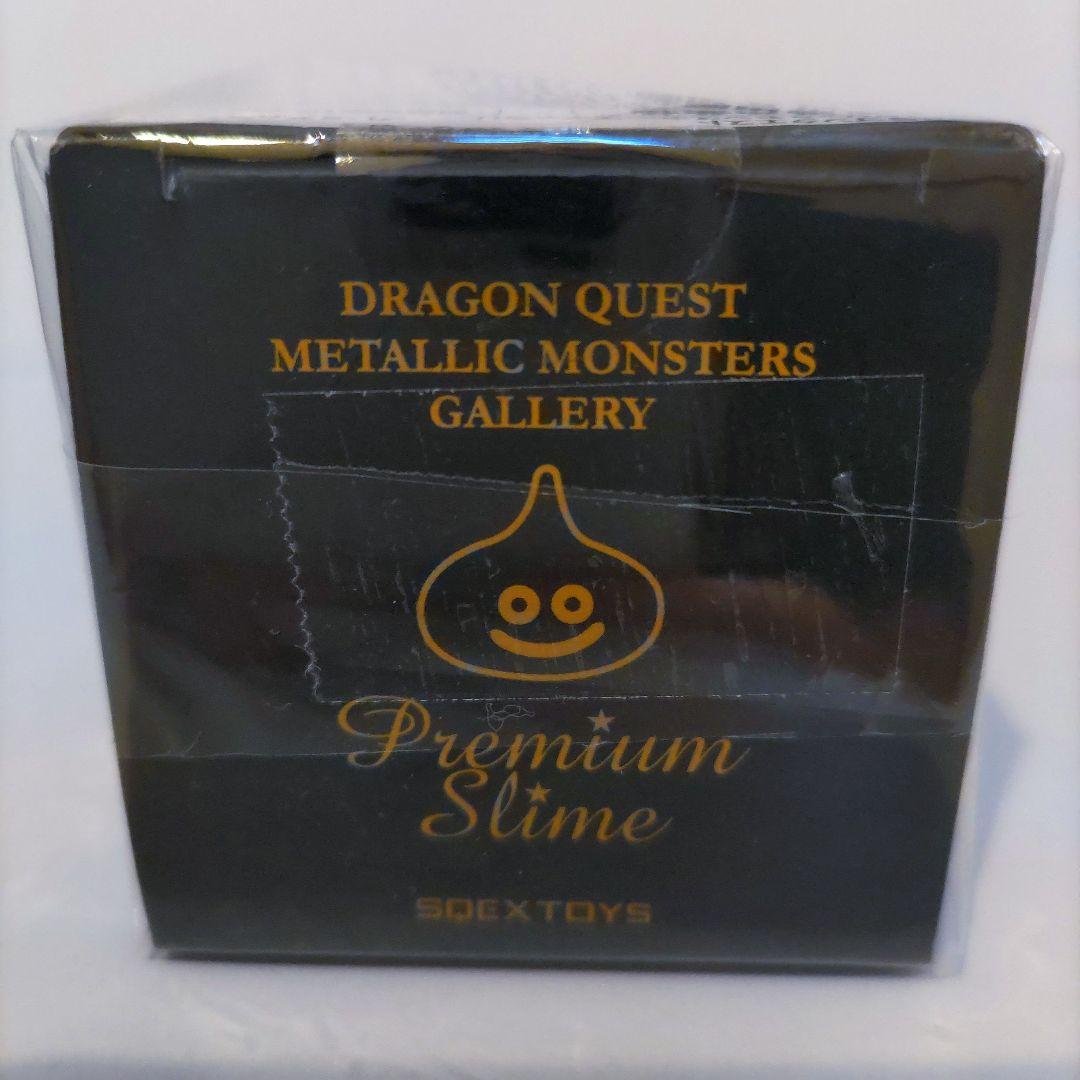 DRAGON QUEST
METALLIC MONSTERS
GALLERY
Premium
Slime
SQEXTOYS